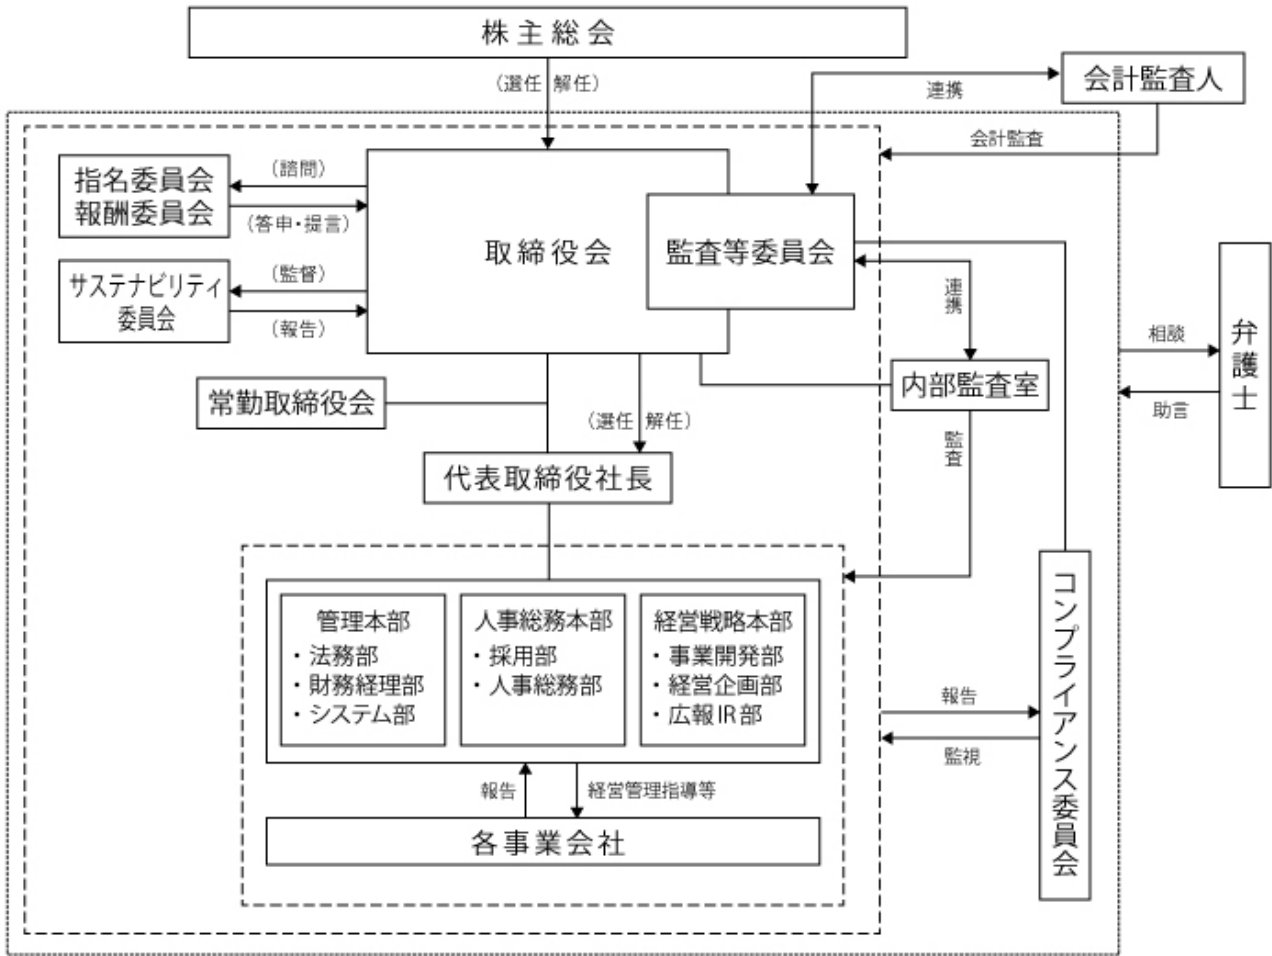 株主総会
（選任 解任）
連携
会計監査人
会計監査
指名委員会
報酬委員会
（諮問）
（答申・提言）
取締役会
監査等委員会
サステナビリティ
委員会
（監督）
（報告）
連携
弁護士
相談
助言
常勤取締役会
（選任 解任）
内部監査室
監査
代表取締役社長
管理本部
・法務部
・財務経理部
・システム部
人事総務本部
・採用部
・人事総務部
経営戦略本部
・事業開発部
・経営企画部
・広報IR部
コンプライアンス委員会
報告
監視
報告
経営管理指導等
各事業会社